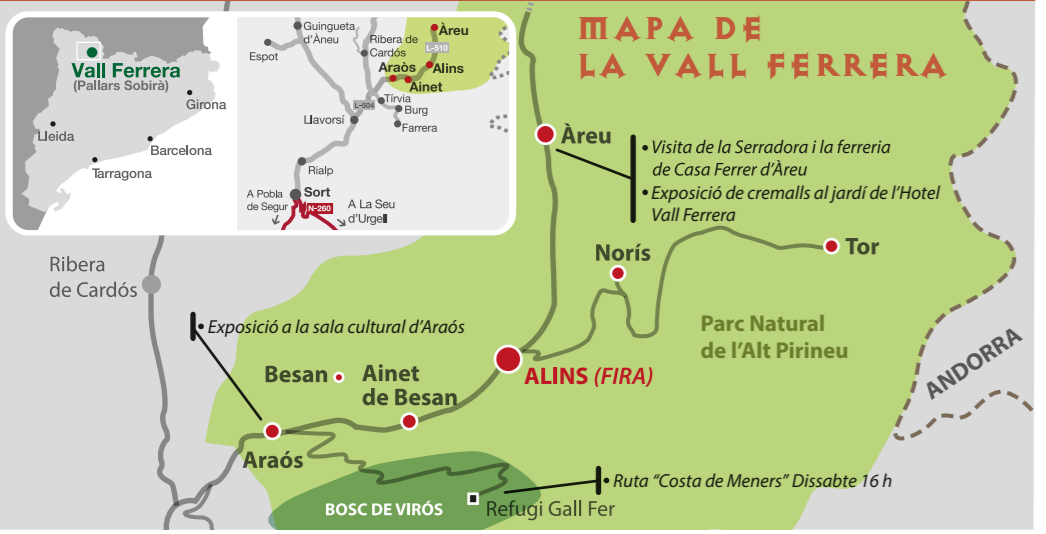 MAPA DE
LA VALL FERRERA
Vall Ferrera
(Pallars Sobirà)
Girona
Lleida
Barcelona
Tarragona
Guingueta
d'Àneu
Espot
Ribera de
Cardós
Àreu
L-510
Araòs
Alins
Ainet
L-504
Tírvia
Burg
Farrera
Llavorsí
Rialp
Sort
A Pobla
de Segur
N-260
A La Seu
d'Urgell
Àreu
• Visita de la Serradora i la ferreria
de Casa Ferrer d'Àreu
• Exposició de cremalls al jardí de l'Hotel
Vall Ferrera
Norís
Tor
Ribera
de Cardós
• Exposició a la sala cultural d'Araós
Parc Natural
de l'Alt Pirineu
ANDORRA
Besan
Ainet
de Besan
ALINS (FIRA)
Araós
• Ruta "Costa de Meners" Dissabte 16 h
BOSC DE VIRÓS
Refugi Gall Fer